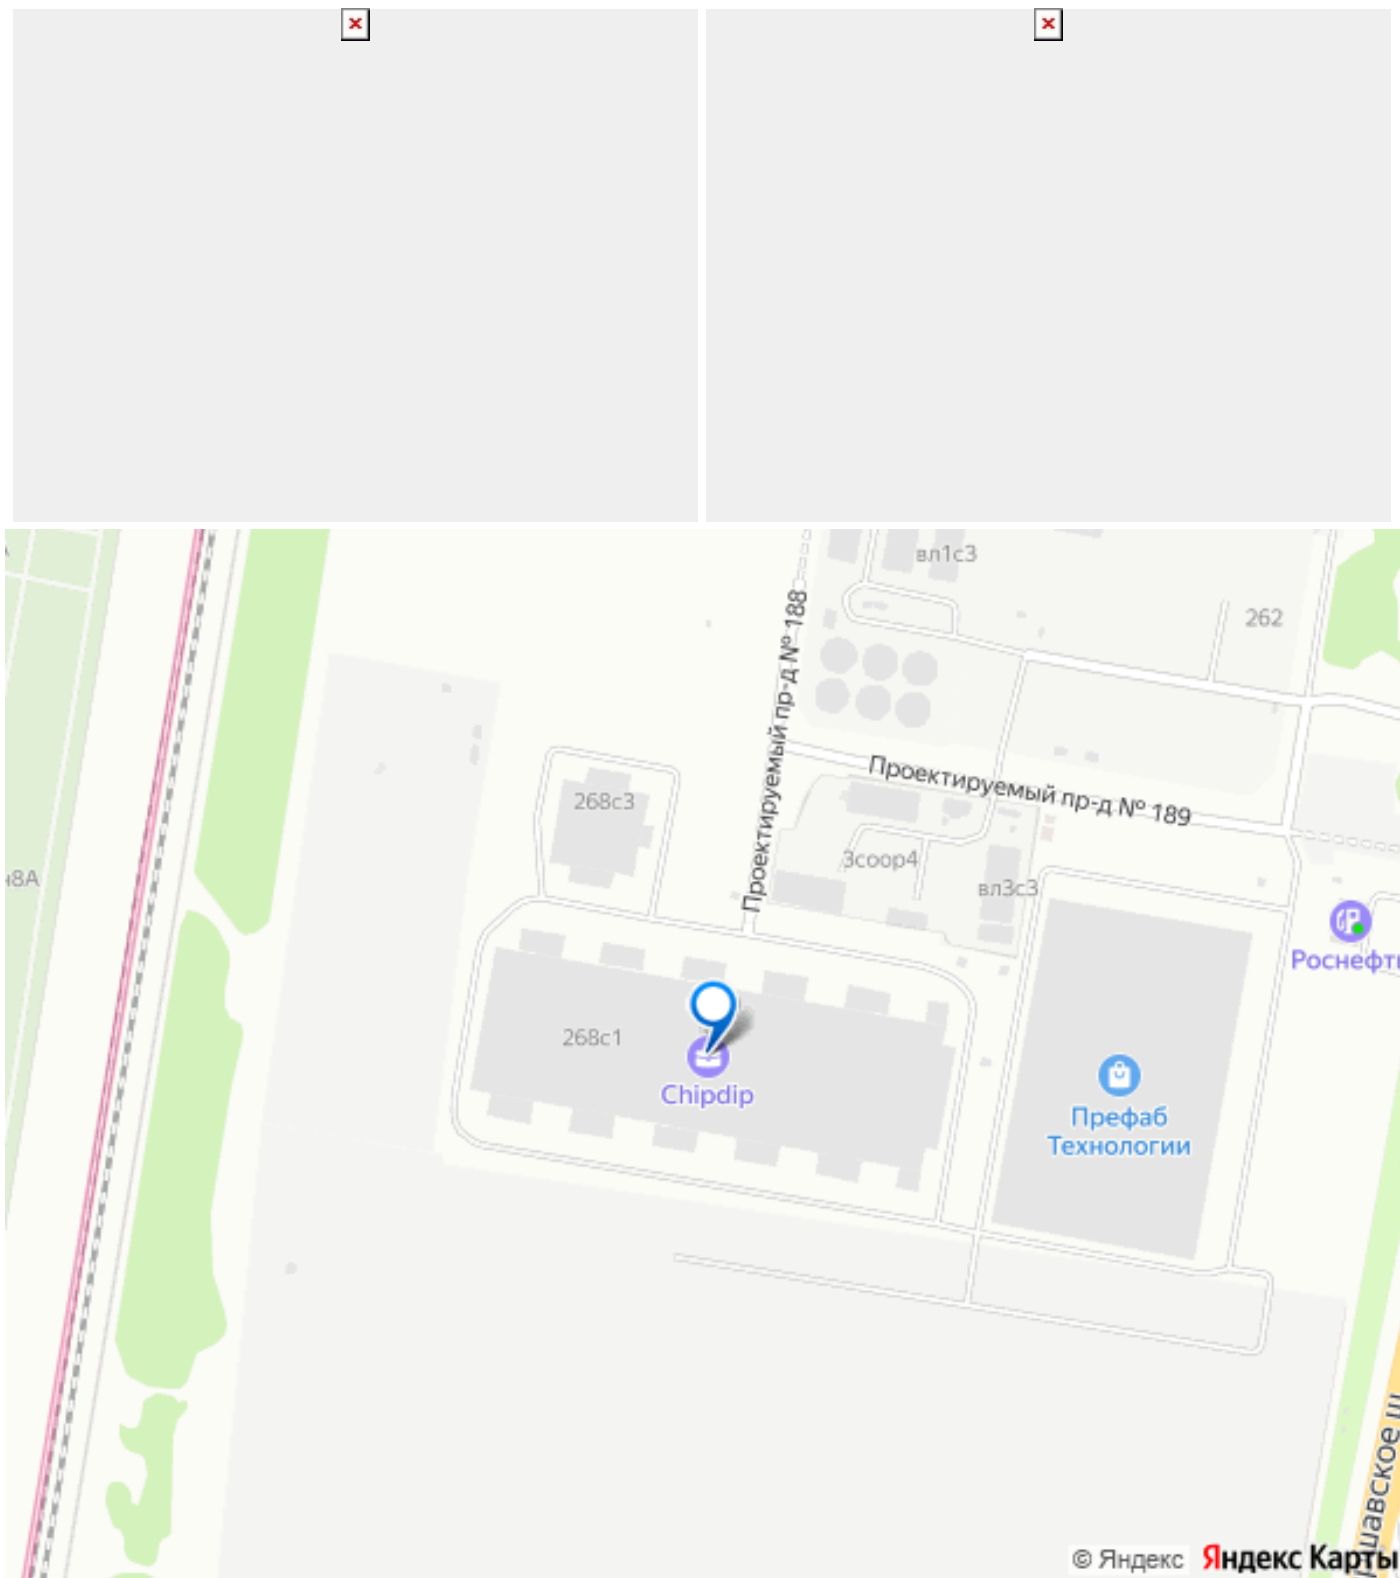 вл1с3
262
Проектируемый пр-д № 188
Проектируемый пр-д № 189
268с3
3соор4
вл3с3
Роснефть
268с1
Chipdip
Префаб
Технологии
© Яндекс
Яндекс Карты